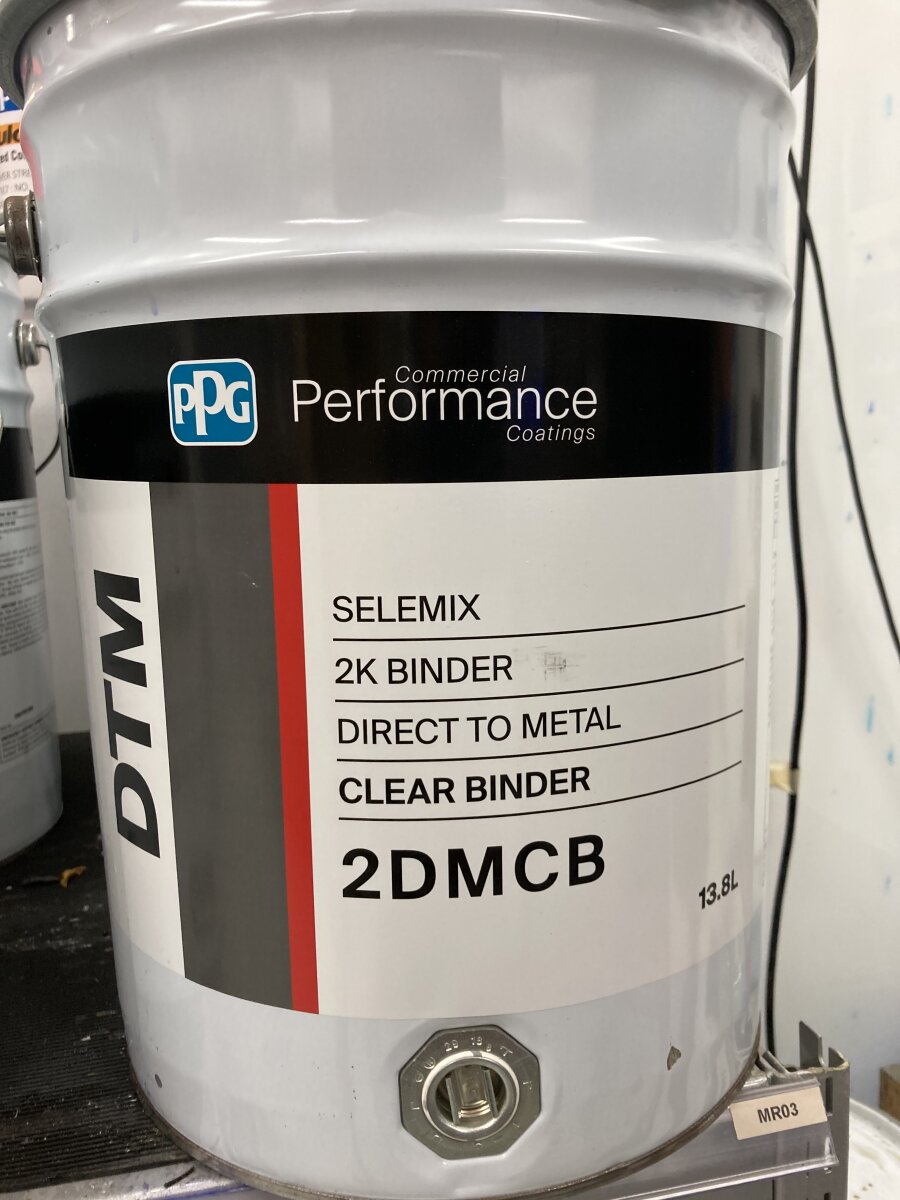 PPG
Commercial
Performance
Coatings
DTM
SELEMIX
2K BINDER
DIRECT TO METAL
CLEAR BINDER
2DMCB
13.8L
MR03